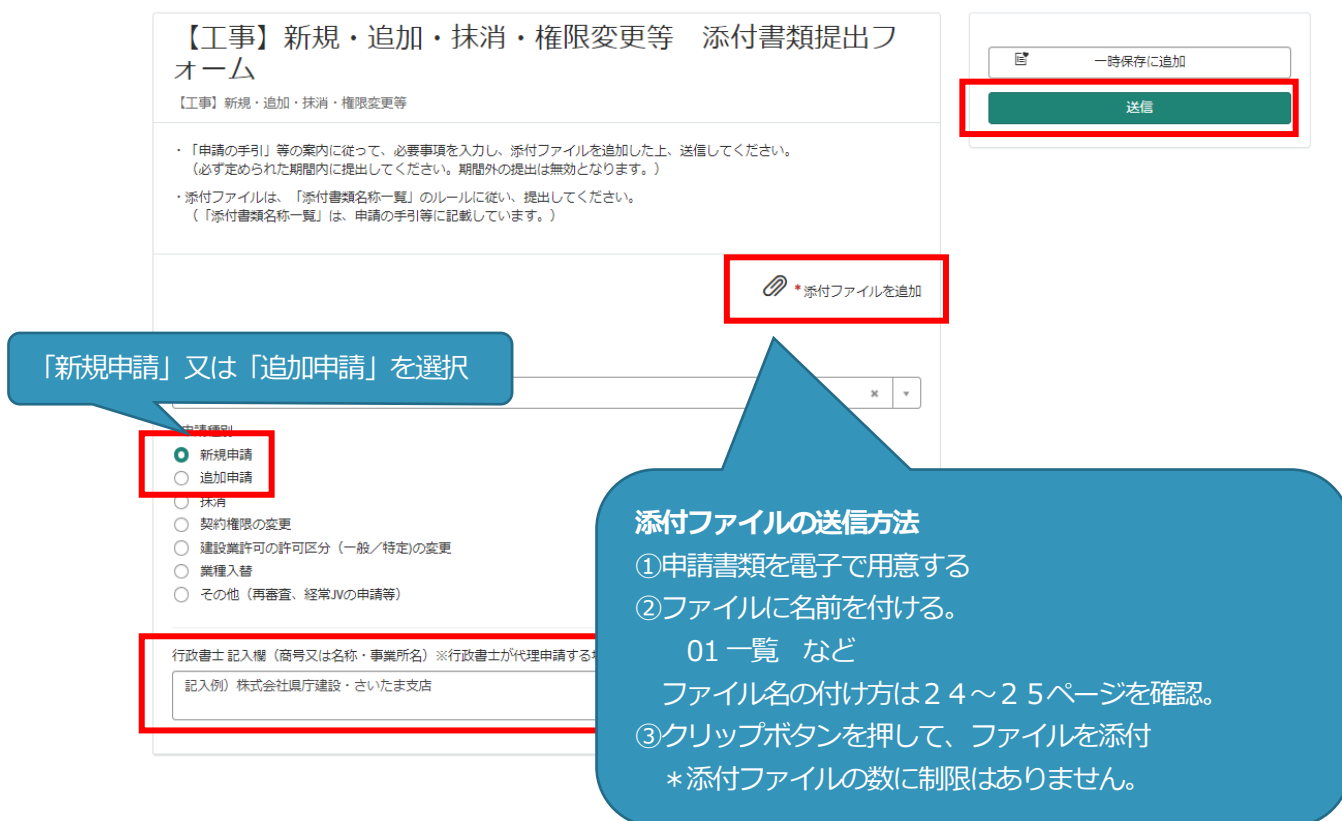 【工事】新規・追加・抹消・権限変更等　添付書類提出フ
ォーム
【工事】新規・追加・抹消・権限変更等
・「申請の手引」等の案内に従って、必要事項を入力し、添付ファイルを追加した上、送信してください。
（必ず定められた期間内に提出してください。期間外の提出は無効となります。）
・添付ファイルは、「添付書類名称一覧」のルールに従い、提出してください。
（「添付書類名称一覧」は、申請の手引等に記載しています。）
一時保存に追加
送信
*添付ファイルを追加
「新規申請」又は「追加申請」を選択
申請種別
新規申請
追加申請
抹消
契約権限の変更
建設業許可の許可区分（一般／特定)の変更
業種入替
その他（再審査、経常JVの申請等）
行政書士 記入欄（商号又は名称・事業所名）※行政書士が代理申請する
記入例）株式会社県庁建設・さいたま支店
添付ファイルの送信方法
①申請書類を電子で用意する
②ファイルに名前を付ける。
01 一覧　など
ファイル名の付け方は２４～２５ページを確認。
③クリップボタンを押して、ファイルを添付
＊添付ファイルの数に制限はありません。